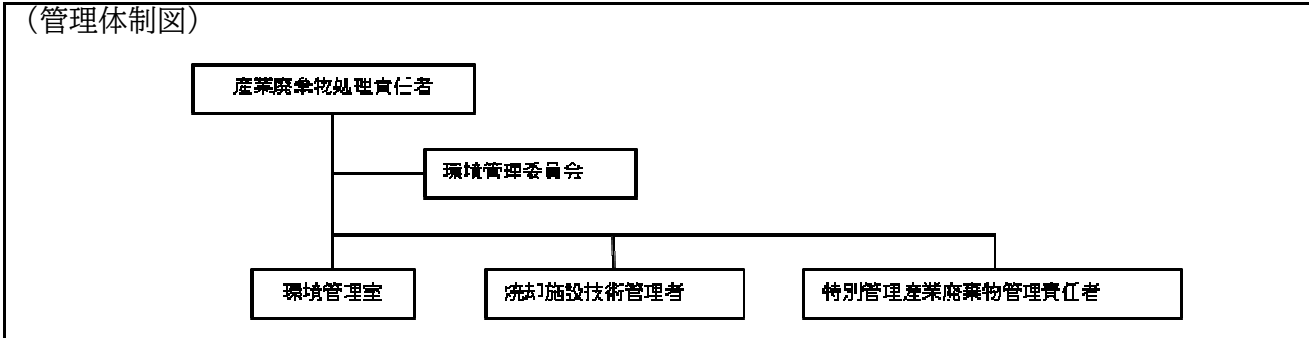 （管理体制図）
産業廃棄物処理責任者
環境管理委員会
環境管理室
焼却施設技術管理者
特別管理産業廃棄物管理責任者